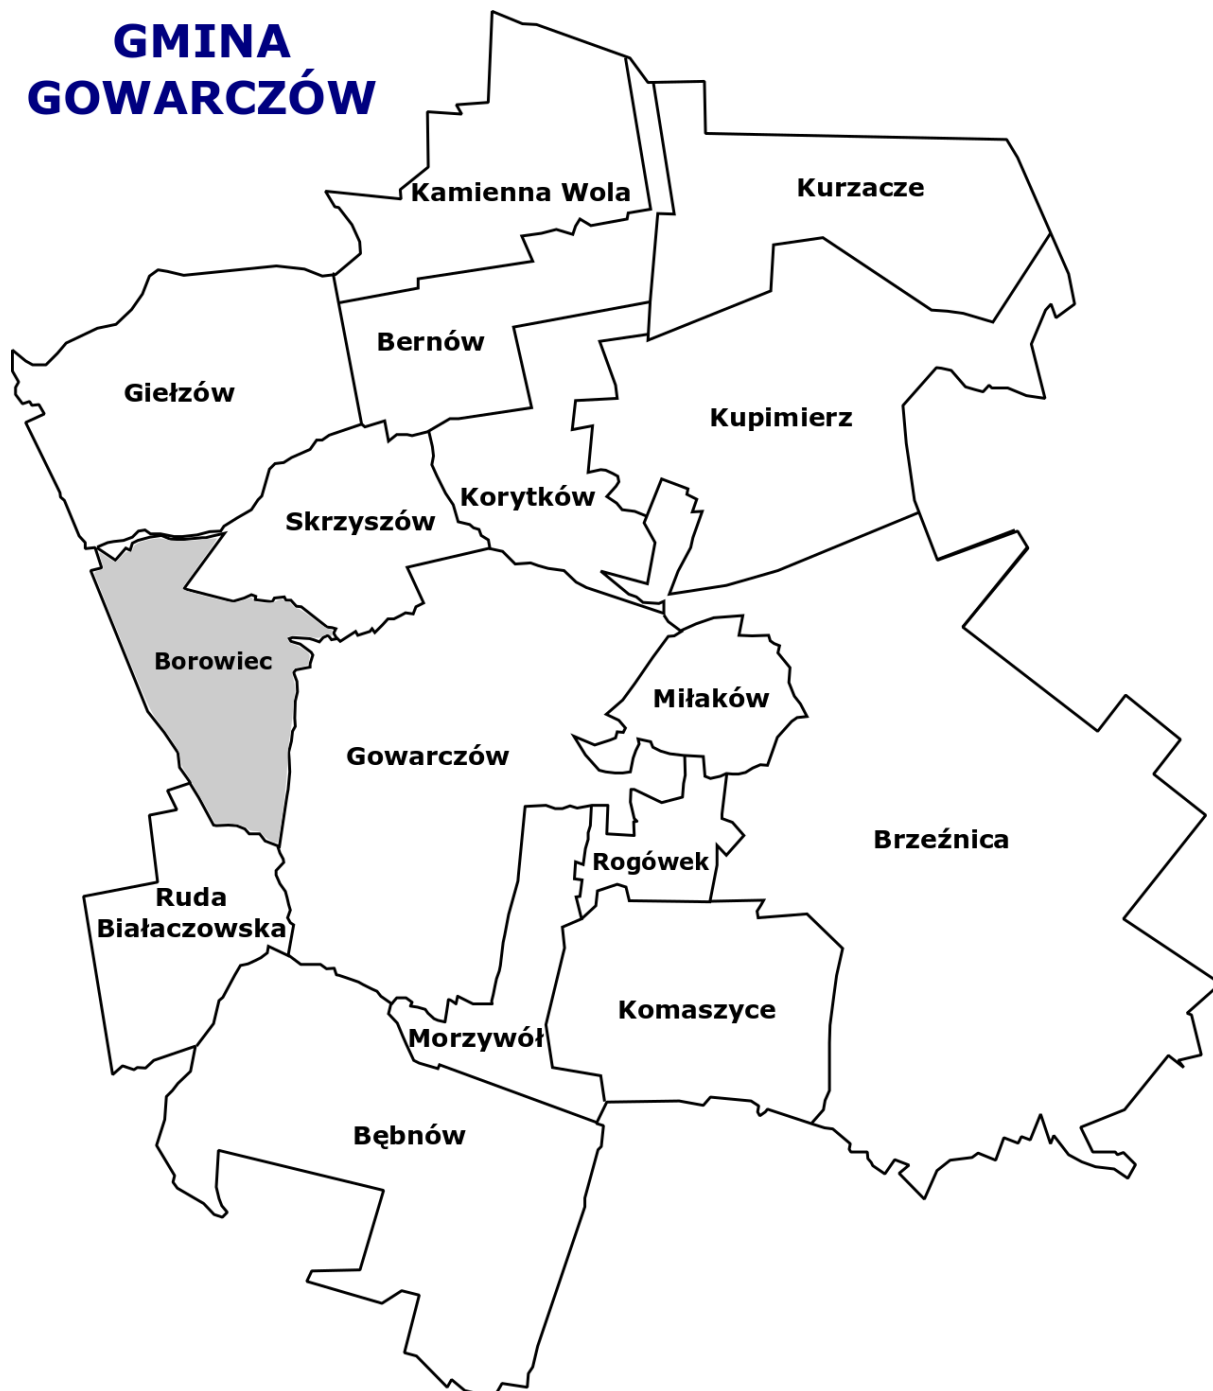 GMINA
GOWARCZÓW
Kamienna Wola
Kurzacze
Bernów
Giełzów
Kupimierz
Korytków
Skrzyszów
Borowiec
Miłaków
Gowarczów
Brzeźnica
Rogówek
Ruda
Białaczowska
Komaszyce
Morzywół
Bębnów